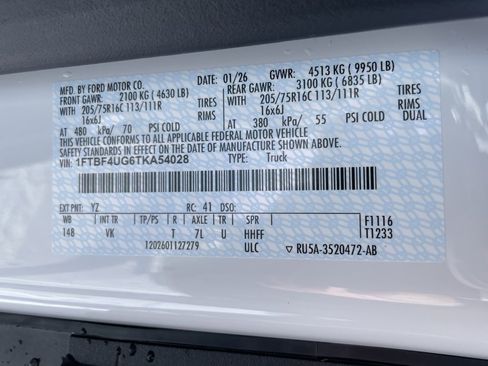 MFD. BY FORD MOTOR CO. DATE: 01/26 GVWR: 4513 KG ( 9950 LB)
FRONT GAWR: 2100 KG ( 4630 LB) REAR GAWR: 3100 KG ( 6835 LB)
205/75R16C 113/111R TIRES 205/75R16C 113/111R TIRES
16x6J RIMS 16x6J RIMS
AT 480 kPa/ 70 PSI COLD AT 380 kPa/ 55 PSI COLD DUAL
THIS VEHICLE CONFORMS TO ALL APPLICABLE FEDERAL MOTOR VEHICLE
SAFETY STANDARDS IN EFFECT ON THE DATE OF MANUFACTURE SHOWN ABOVE.
VIN: 1FTBF4UG6TKA54028 TYPE: Truck
EXT PNT: YZ RC: 41 DSO:
WB INT TR TP/PS R AXLE TR SPR F1116
148 VK T 7L U HHFF T1233
1202601127279 ULC RU5A-3520472-AB